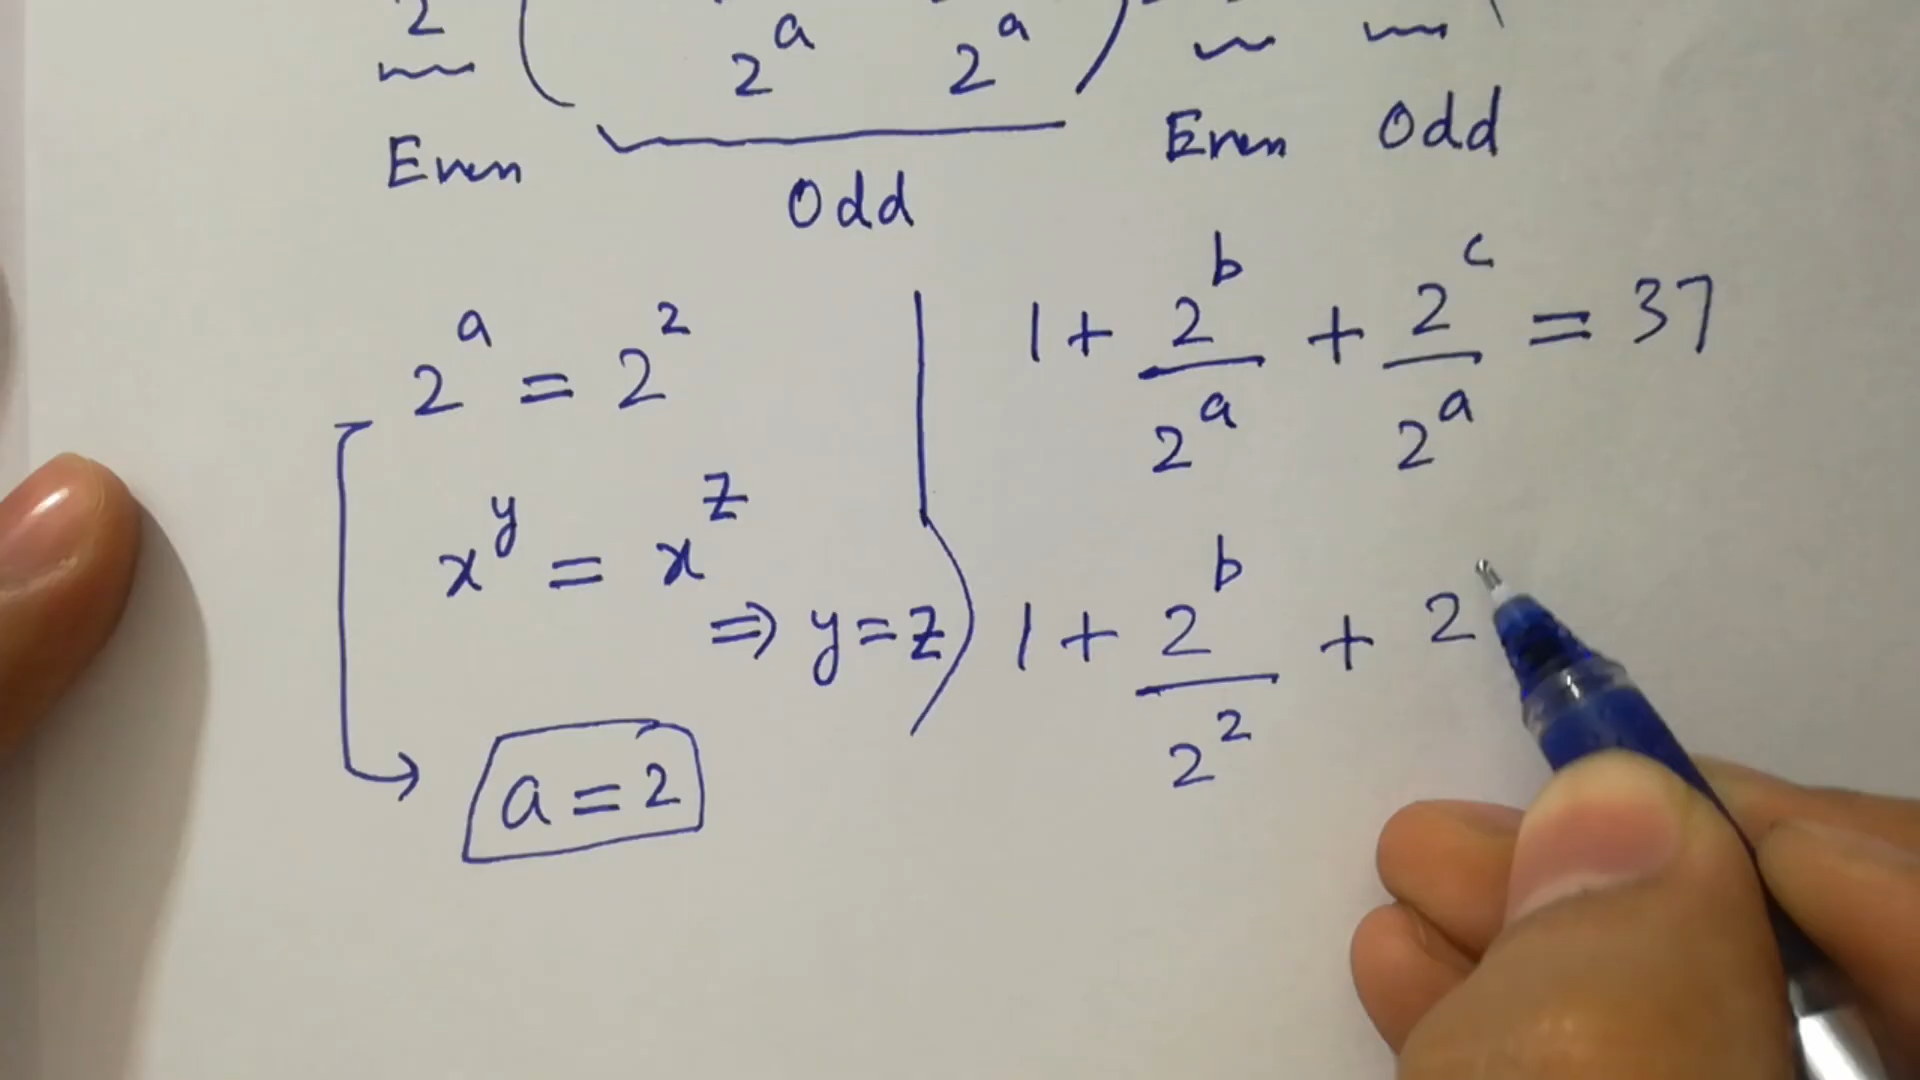 2 ( 2^a 2^a )
Even Odd Even Odd
2^a = 2^2
x^y = x^z
⇒ y=z
a=2
1 + 2^b/2^a + 2^c/2^a = 37
1 + 2^b/2^2 + 2